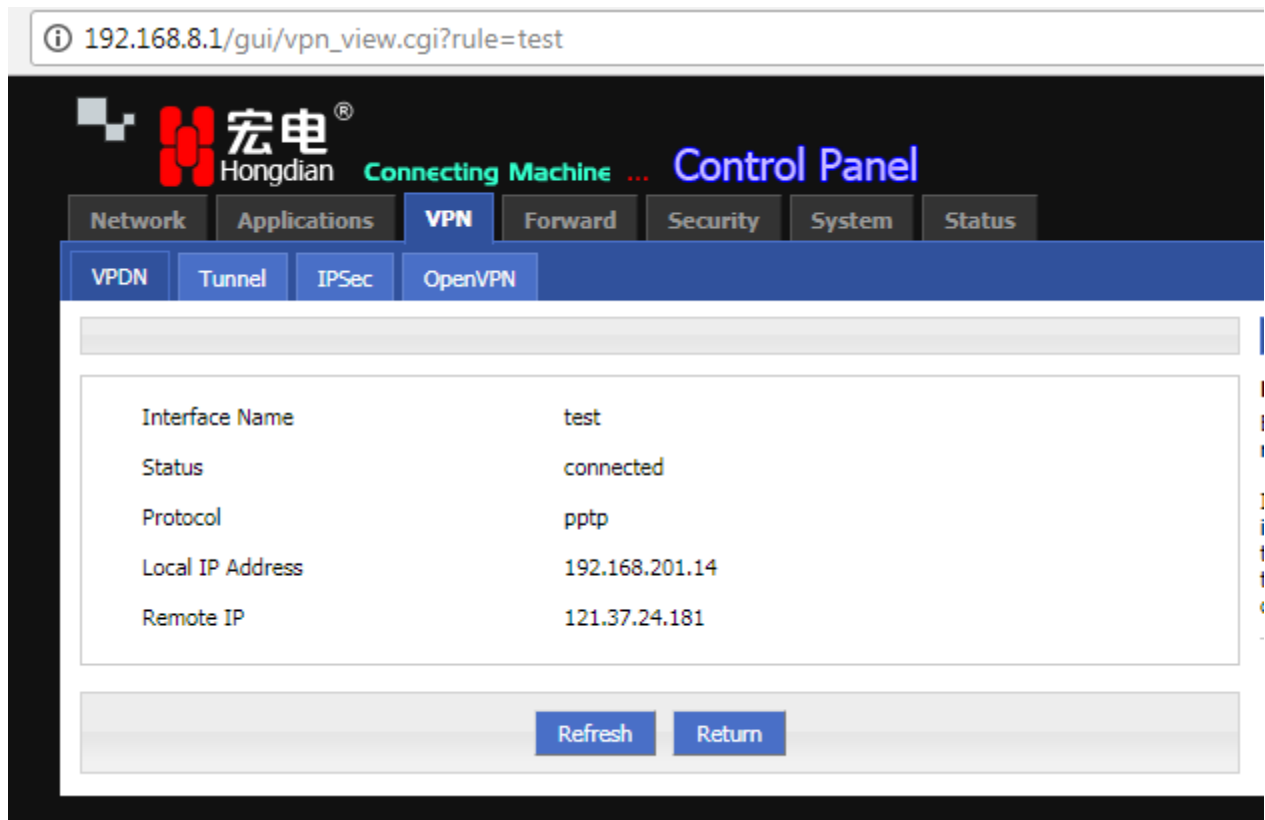 192.168.8.1/gui/vpn_view.cgi?rule=test
宏电®
Hongdian Connecting Machine ... Control Panel
Network Applications VPN Forward Security System Status
VPDN Tunnel IPSec OpenVPN
Interface Name test
Status connected
Protocol pptp
Local IP Address 192.168.201.14
Remote IP 121.37.24.181
Refresh Return